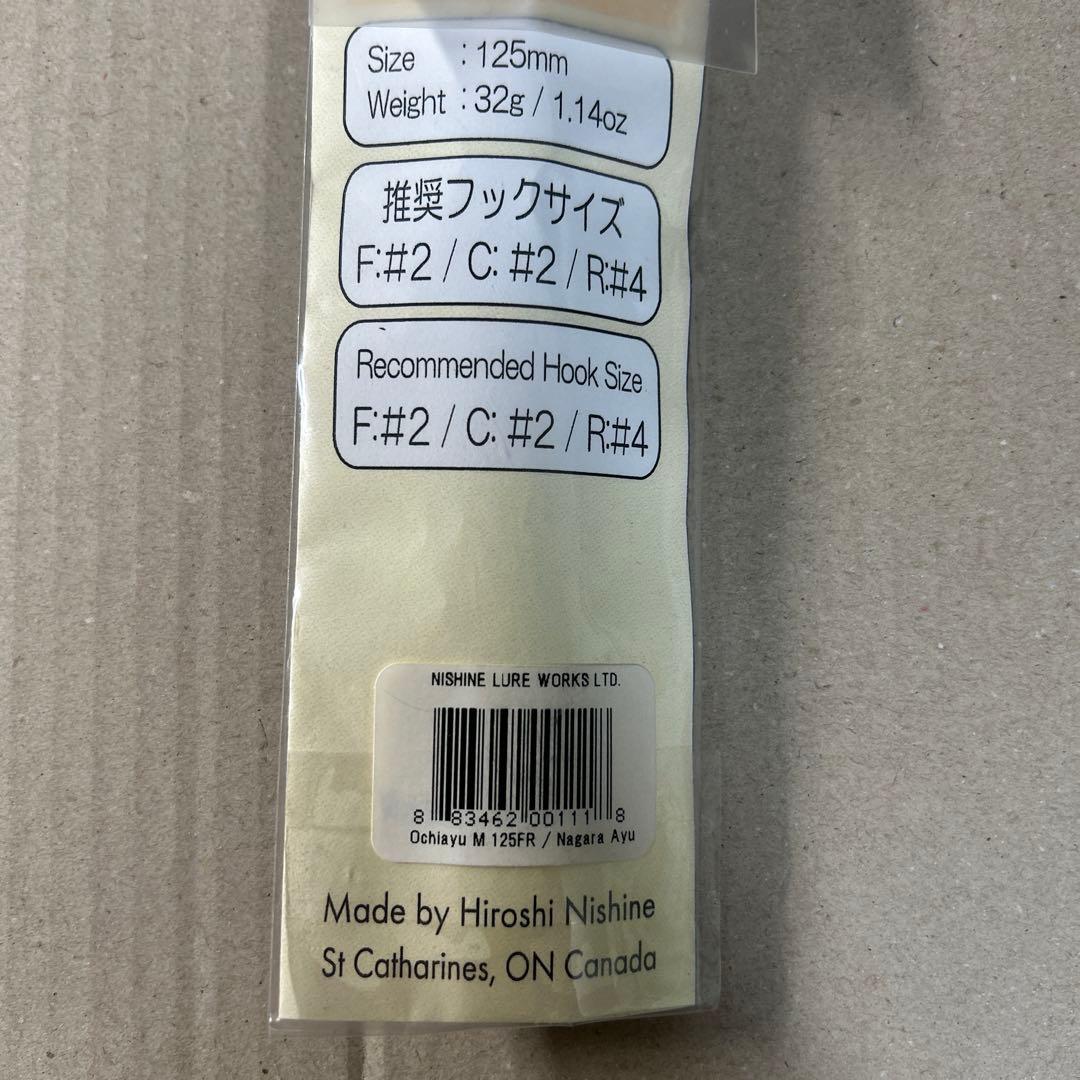 Size : 125mm
Weight : 32g / 1.14oz
推奨フックサイズ
F:#2 / C: #2 / R:#4
Recommended Hook Size
F:#2 / C: #2 / R:#4
NISHINE LURE WORKS LTD.
8 83462 00111 8
Ochiayu M 125FR / Nagara Ayu
Made by Hiroshi Nishine
St Catharines, ON Canada